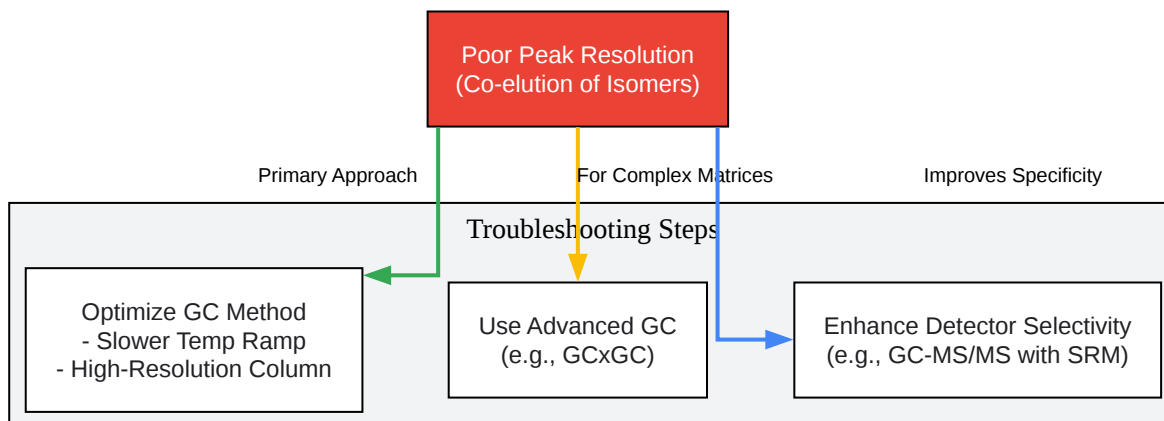 Poor Peak Resolution
(Co-elution of Isomers)
Primary Approach
For Complex Matrices
Improves Specificity
Troubleshooting Steps
Optimize GC Method
- Slower Temp Ramp
- High-Resolution Column
Use Advanced GC
(e.g., GCxGC)
Enhance Detector Selectivity
(e.g., GC-MS/MS with SRM)